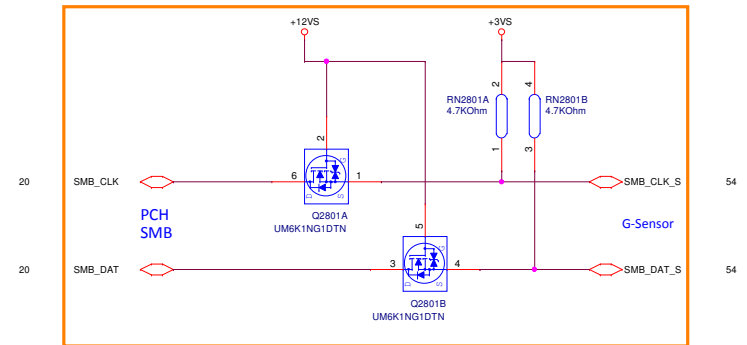 +12VS
+3VS
2
4
RN2801A
4.7KOhm
RN2801B
4.7KOhm
2
1
3
G
20
SMB_CLK
6
1
SMB_CLK_S
54
D
S
Q2801A
UM6K1NG1DTN
PCH
SMB
G-Sensor
5
G
20
SMB_DAT
3
4
SMB_DAT_S
54
D
S
Q2801B
UM6K1NG1DTN